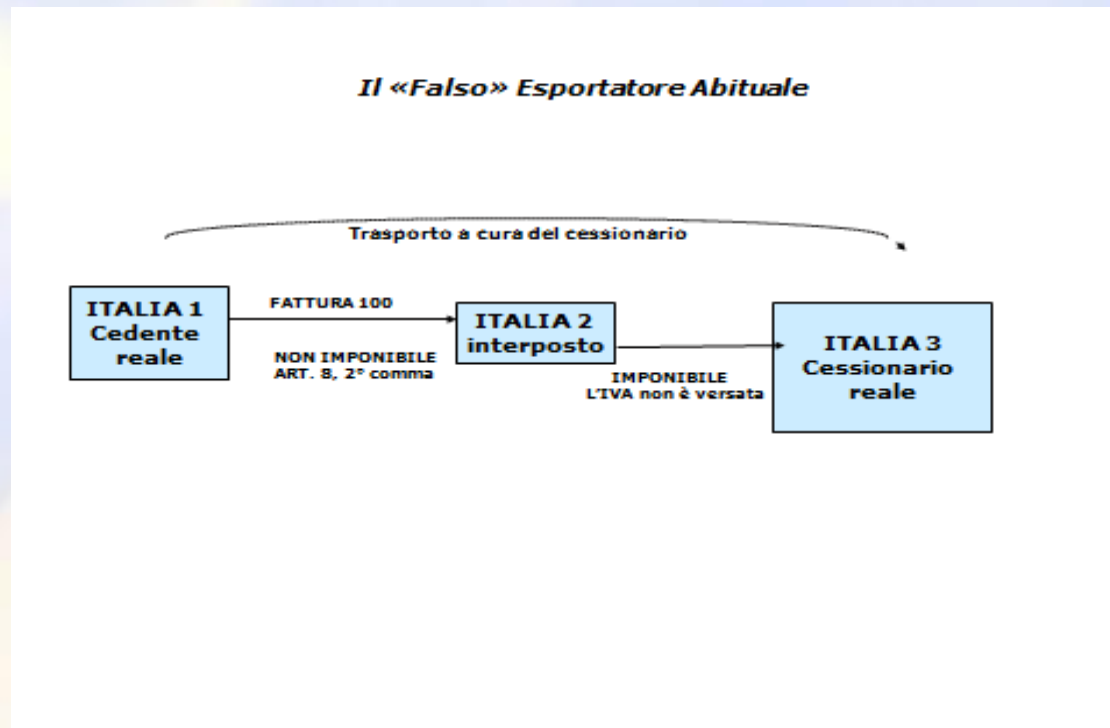 Il «Falso» Esportatore Abituale
Trasporto a cura del cessionario
ITALIA 1
Cedente
reale
FATTURA 100
NON IMPONIBILE
ART. 8, 2° comma
ITALIA 2
interposto
IMPONIBILE
L'IVA non è versata
ITALIA 3
Cessionario
reale